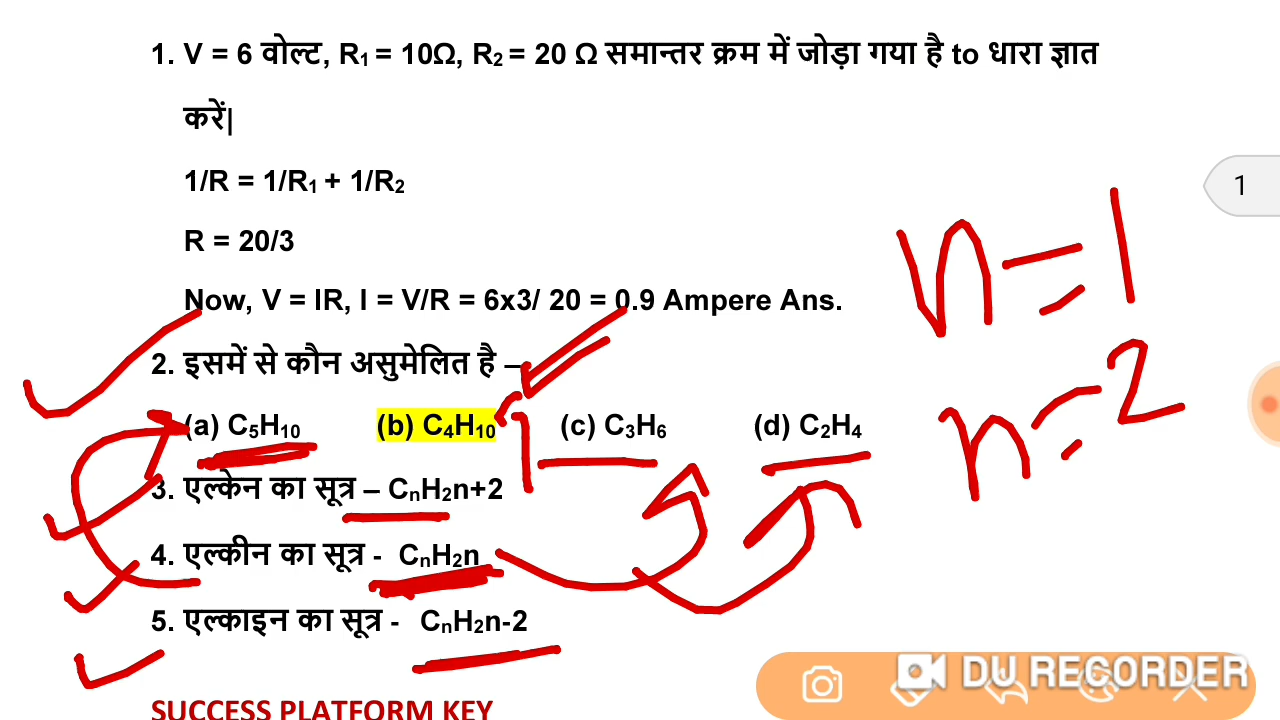 1. V = 6 वोल्ट, R₁ = 10Ω, R₂ = 20 Ω समान्तर क्रम में जोड़ा गया है to धारा ज्ञात
करें|
1/R = 1/R₁ + 1/R₂
R = 20/3
Now, V = IR, I = V/R = 6x3/ 20 = 0.9 Ampere Ans.
2. इसमें से कौन असुमेलित है –
(a) C₅H₁₀ (b) C₄H₁₀ (c) C₃H₆ (d) C₂H₄
3. एल्केन का सूत्र – CₙH₂n+2
4. एल्कीन का सूत्र - CₙH₂n
5. एल्काइन का सूत्र - CₙH₂n-2
SUCCESS PLATFORM KEY
n=1
n=2
1
DU RECORDER